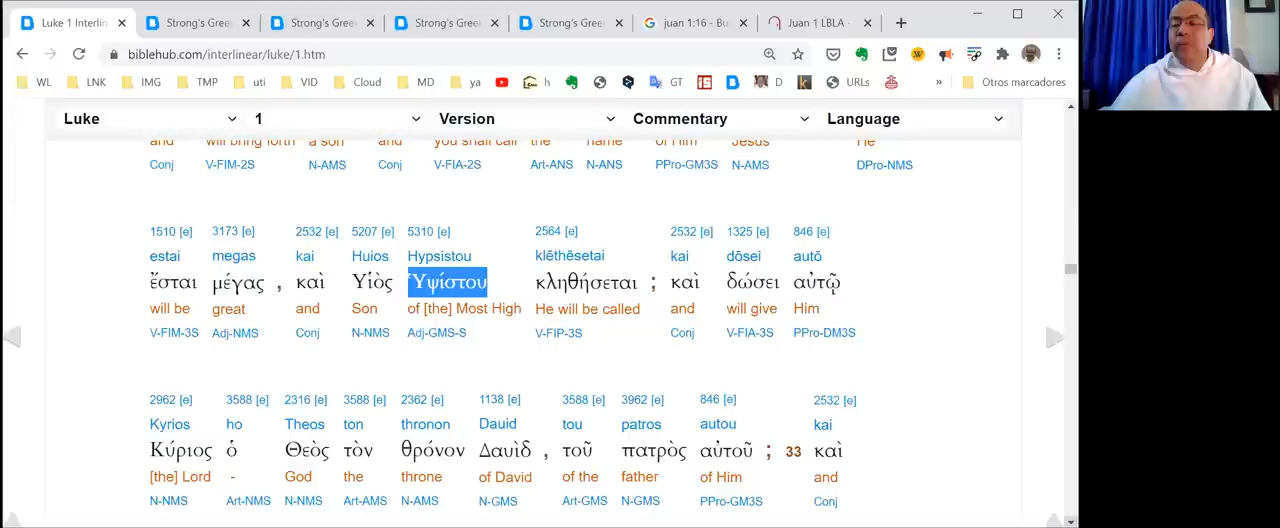 Luke 1 Interlin
Strong's Greek
Strong's Greek
Strong's Greek
Strong's Greek
juan 1:16 - Bu
Juan 1 LBLA -
biblehub.com/interlinear/luke/1.htm
WL LNK IMG TMP uti VID Cloud MD ya h GT URLs » Otros marcadores
Luke 1 Version Commentary Language
and will bring forth a son and you shall call the name of Him Jesus He
Conj V-FIM-2S N-AMS Conj V-FIA-2S Art-ANS N-ANS PPro-GM3S N-AMS DPro-NMS
1510 [e] 3173 [e] 2532 [e] 5207 [e] 5310 [e] 2564 [e] 2532 [e] 1325 [e] 846 [e]
estai megas kai Huios Hypsistou klēthēsetai kai dōsei autō
ἔσται μέγας , καὶ Υἱὸς Ὑψίστου κληθήσεται ; καὶ δώσει αὐτῷ
will be great and Son of [the] Most High He will be called and will give Him
V-FIM-3S Adj-NMS Conj N-NMS Adj-GMS-S V-FIP-3S Conj V-FIA-3S PPro-DM3S
2962 [e] 3588 [e] 2316 [e] 3588 [e] 2362 [e] 1138 [e] 3588 [e] 3962 [e] 846 [e] 2532 [e]
Kyrios ho Theos ton thronon Dauid tou patros autou kai
Κύριος ὁ Θεὸς τὸν θρόνον Δαυὶδ , τοῦ πατρὸς αὐτοῦ ; 33 καὶ
[the] Lord - God the throne of David of the father of Him and
N-NMS Art-NMS N-NMS Art-AMS N-AMS N-GMS Art-GMS N-GMS PPro-GM3S Conj